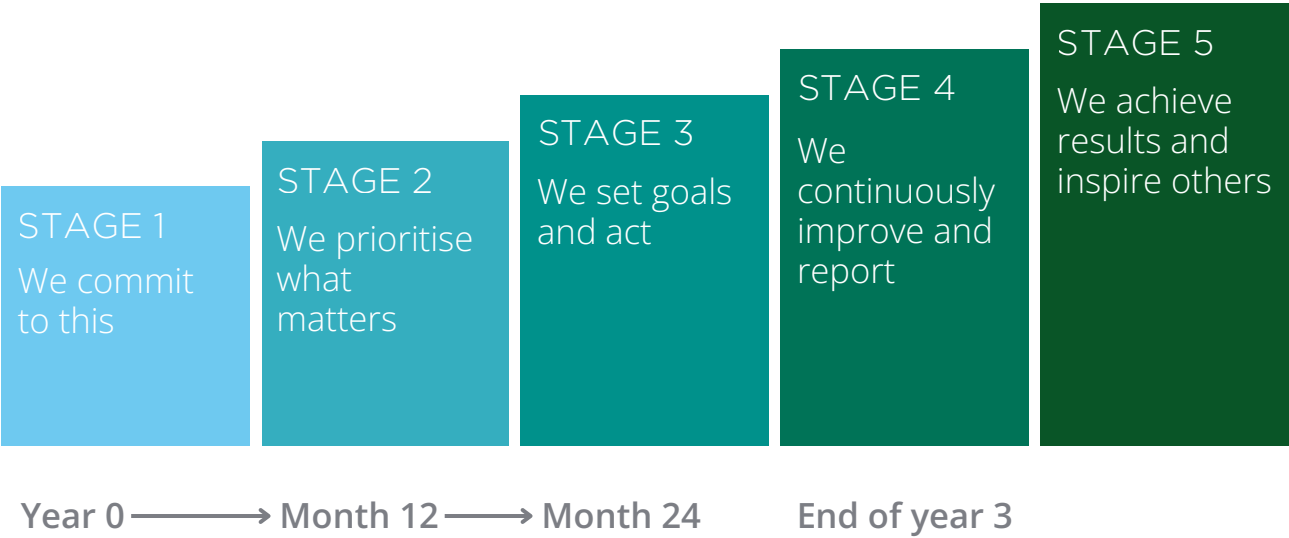 STAGE 1
We commit
to this
STAGE 2
We prioritise
what
matters
STAGE 3
We set goals
and act
STAGE 4
We
continuously
improve and
report
STAGE 5
We achieve
results and
inspire others
Year 0
Month 12
Month 24
End of year 3